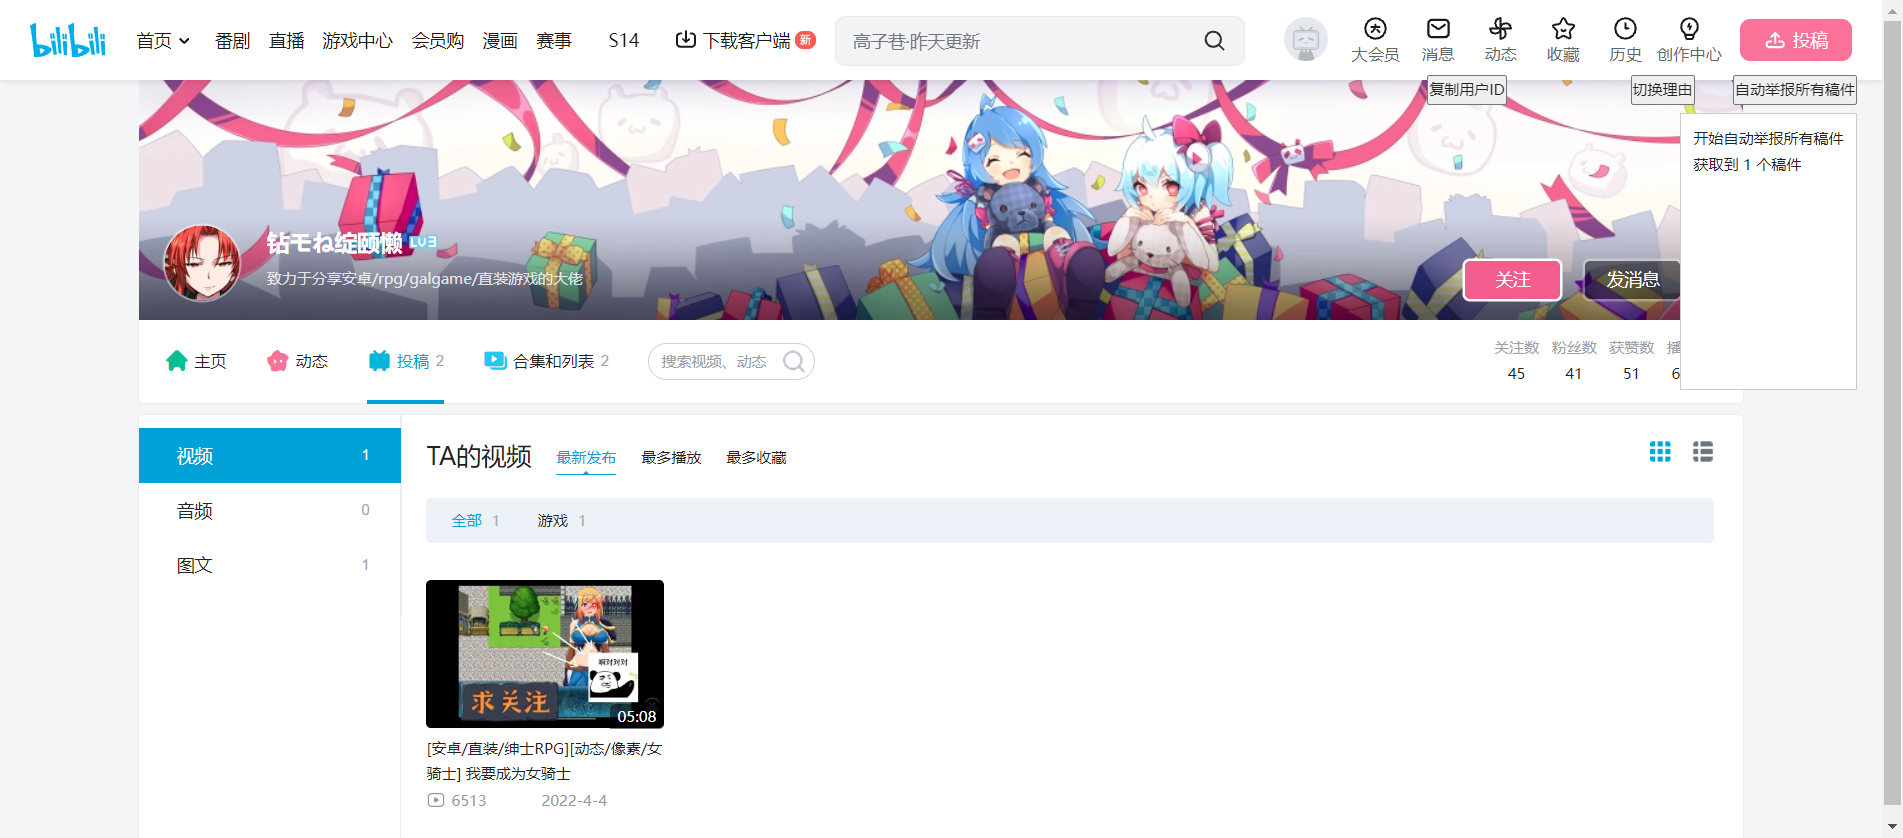 bilibili
首页 番剧 直播 游戏中心 会员购 漫画 赛事 S14 下载客户端 新
高子巷·昨天更新
大会员 消息 动态 收藏 历史 创作中心 投稿
复制用户ID 切换理由 自动举报所有稿件
开始自动举报所有稿件
获取到 1 个稿件
钻モね绽颐懒 LV3
致力于分享安卓/rpg/galgame/直装游戏的大佬
关注 发消息
主页 动态 投稿 2 合集和列表 2 搜索视频、动态
关注数 粉丝数 获赞数 播
45 41 51 6
视频 1
音频 0
图文 1
TA的视频 最新发布 最多播放 最多收藏
全部 1 游戏 1
啊对对对
求关注
05:08
[安卓/直装/绅士RPG][动态/像素/女
骑士] 我要成为女骑士
6513 2022-4-4